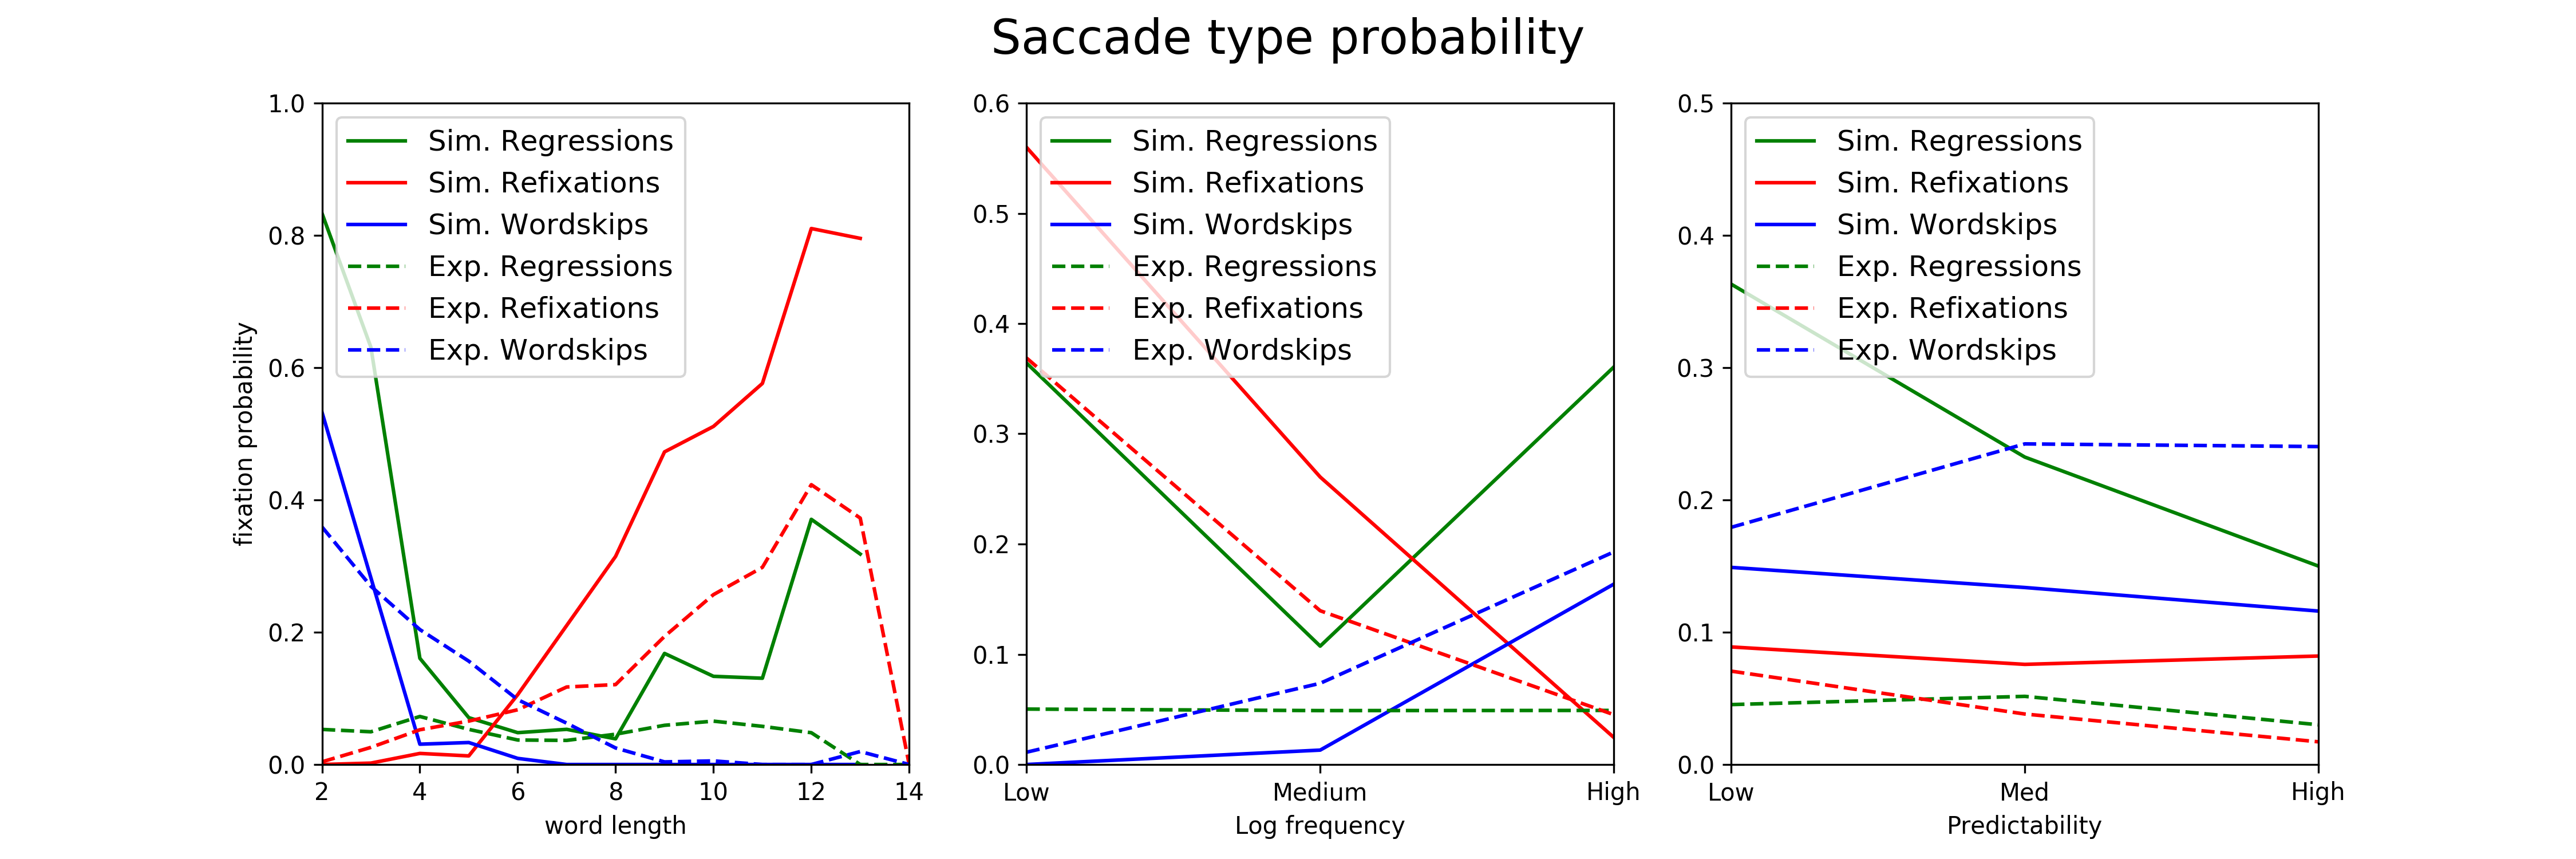 Saccade type probability
1.0
0.8
0.6
0.4
0.2
0.0
fixation probability
2 4 6 8 10 12 14
word length
Sim. Regressions
Sim. Refixations
Sim. Wordskips
Exp. Regressions
Exp. Refixations
Exp. Wordskips
0.6
0.5
0.4
0.3
0.2
0.1
0.0
Low Medium High
Log frequency
Sim. Regressions
Sim. Refixations
Sim. Wordskips
Exp. Regressions
Exp. Refixations
Exp. Wordskips
0.5
0.4
0.3
0.2
0.1
0.0
Low Med High
Predictability
Sim. Regressions
Sim. Refixations
Sim. Wordskips
Exp. Regressions
Exp. Refixations
Exp. Wordskips